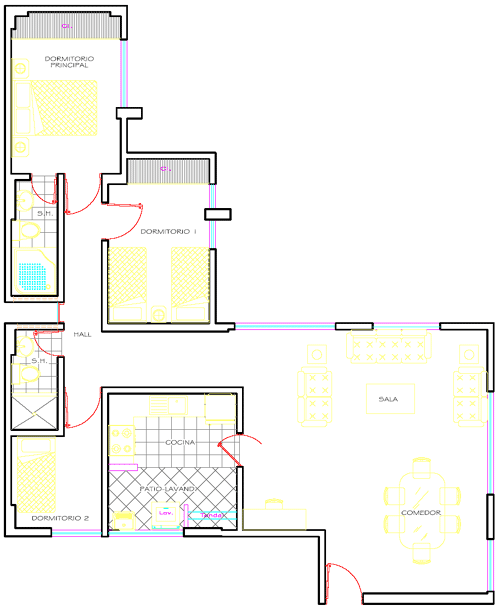 Cl.
DORMITORIO
PRINCIPAL
Cl.
S.H.
DORMITORIO 1
HALL
S.H.
SALA
COCINA
PATIO-LAVAND.
Lav.
Tendal
DORMITORIO 2
COMEDOR